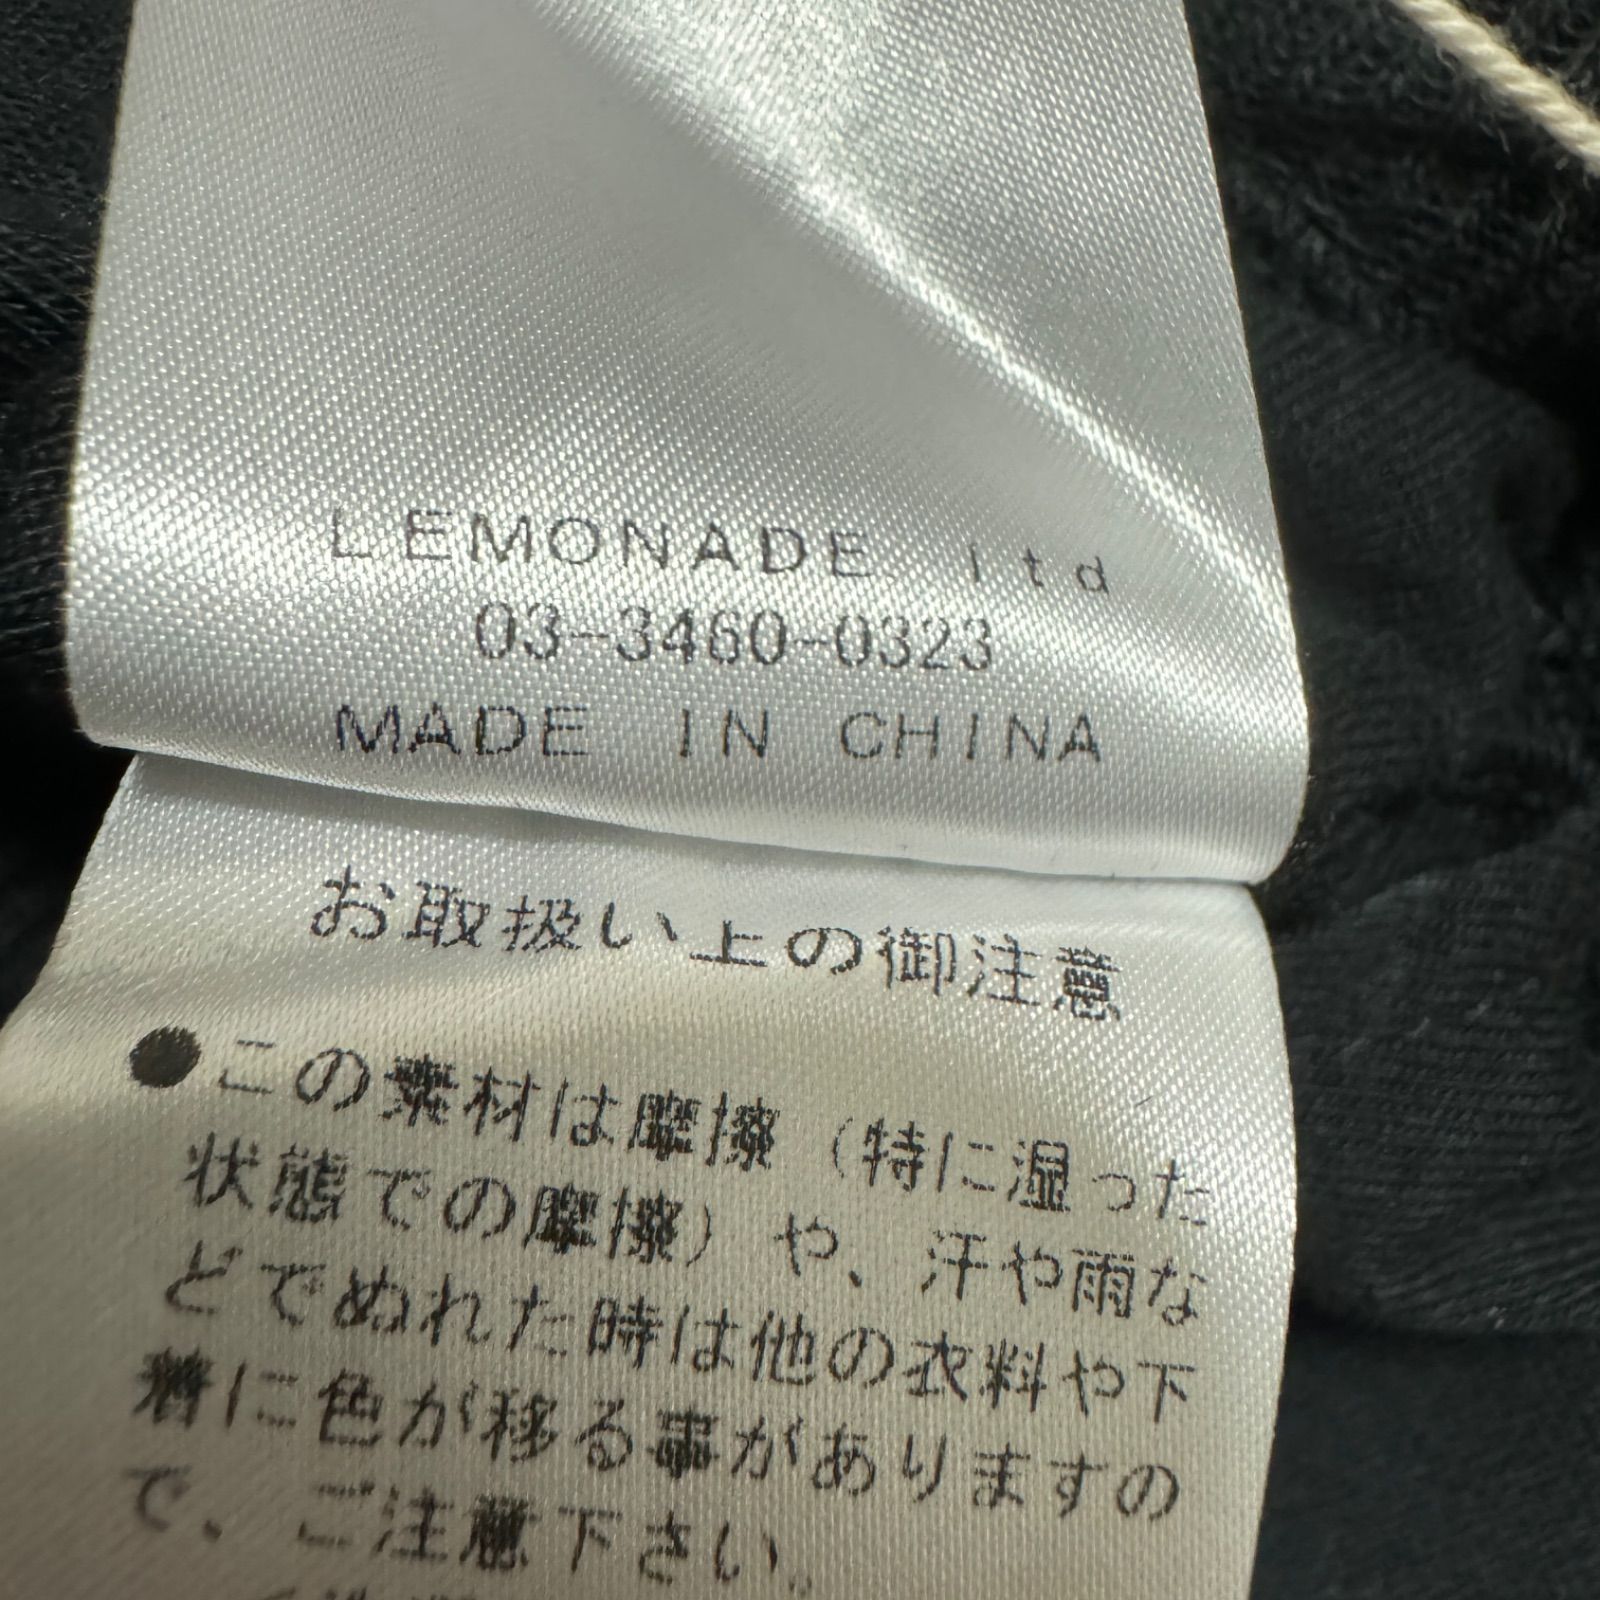 LEMONADE ltd
03-3460-0323
MADE IN CHINA
お取扱い上の御注意
●この素材は摩擦（特に湿った
状態での摩擦）や、汗や雨な
どでぬれた時は他の衣料や下
着に色が移る事がありますの
で、ご注意下さい。